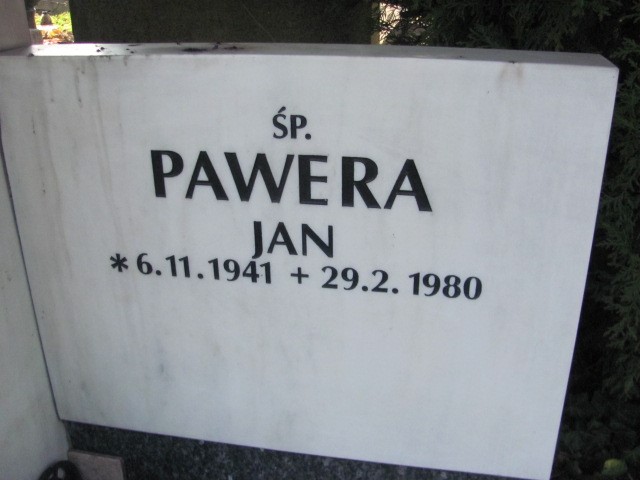 ŚP.
PAWERA
JAN
* 6.11.1941 + 29.2.1980